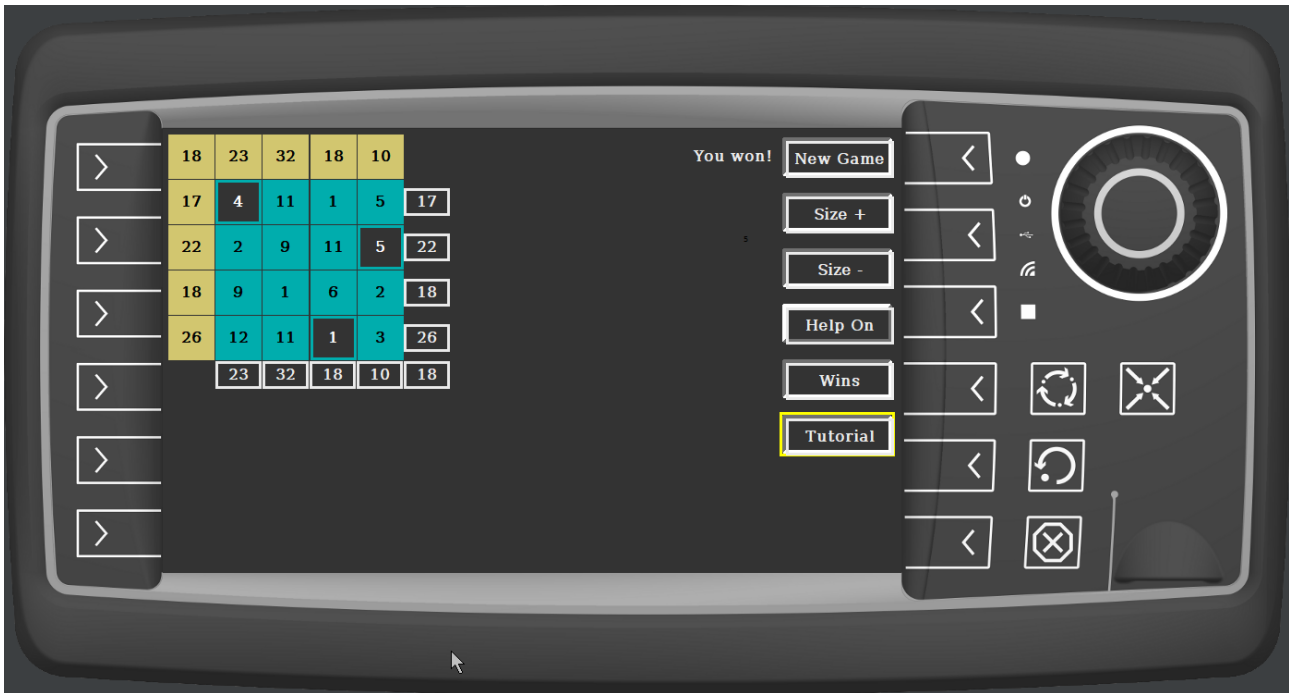 18 23 32 18 10 You won! New Game
17 4 11 1 5 17 Size +
22 2 9 11 5 22 s
Size -
18 9 1 6 2 18
26 12 11 1 3 26 Help On
23 32 18 10 18 Wins
Tutorial